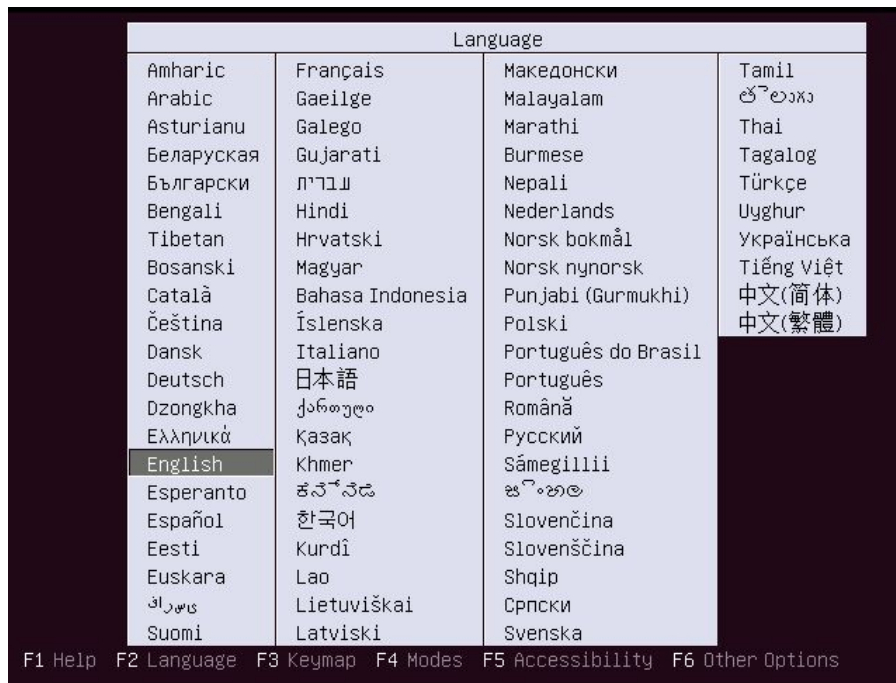 Language
Amharic
Arabic
Asturianu
Беларуская
Български
Bengali
Tibetan
Bosanski
Català
Čeština
Dansk
Deutsch
Dzongkha
Ελληνικά
English
Esperanto
Español
Eesti
Euskara
Suomi
Français
Gaeilge
Galego
Gujarati
עברית
Hindi
Hrvatski
Magyar
Bahasa Indonesia
Íslenska
Italiano
日本語
ქართული
Қазақ
Khmer
한국어
Kurdî
Lao
Lietuviškai
Latviski
Македонски
Malayalam
Marathi
Burmese
Nepali
Nederlands
Norsk bokmål
Norsk nynorsk
Punjabi (Gurmukhi)
Polski
Português do Brasil
Português
Română
Русский
Sámegillii
Slovenčina
Slovenščina
Shqip
Српски
Svenska
Tamil
Thai
Tagalog
Türkçe
Uyghur
Українська
Tiếng Việt
中文(简体)
中文(繁體)
F1 Help F2 Language F3 Keymap F4 Modes F5 Accessibility F6 Other Options